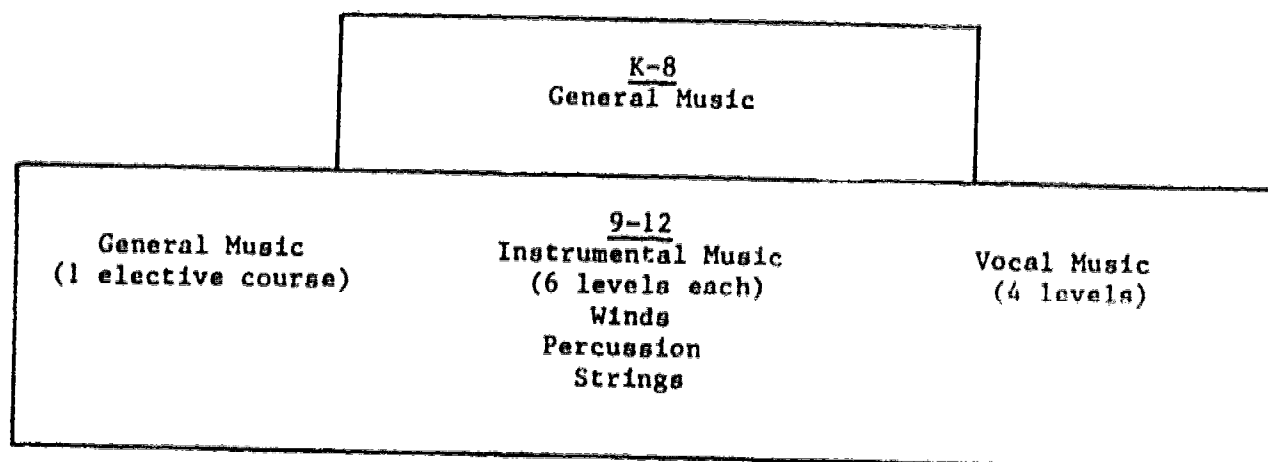 K-8
General Music
9-12
General Music
(1 elective course)
Instrumental Music
(6 levels each)
Winds
Percussion
Strings
Vocal Music
(4 levels)